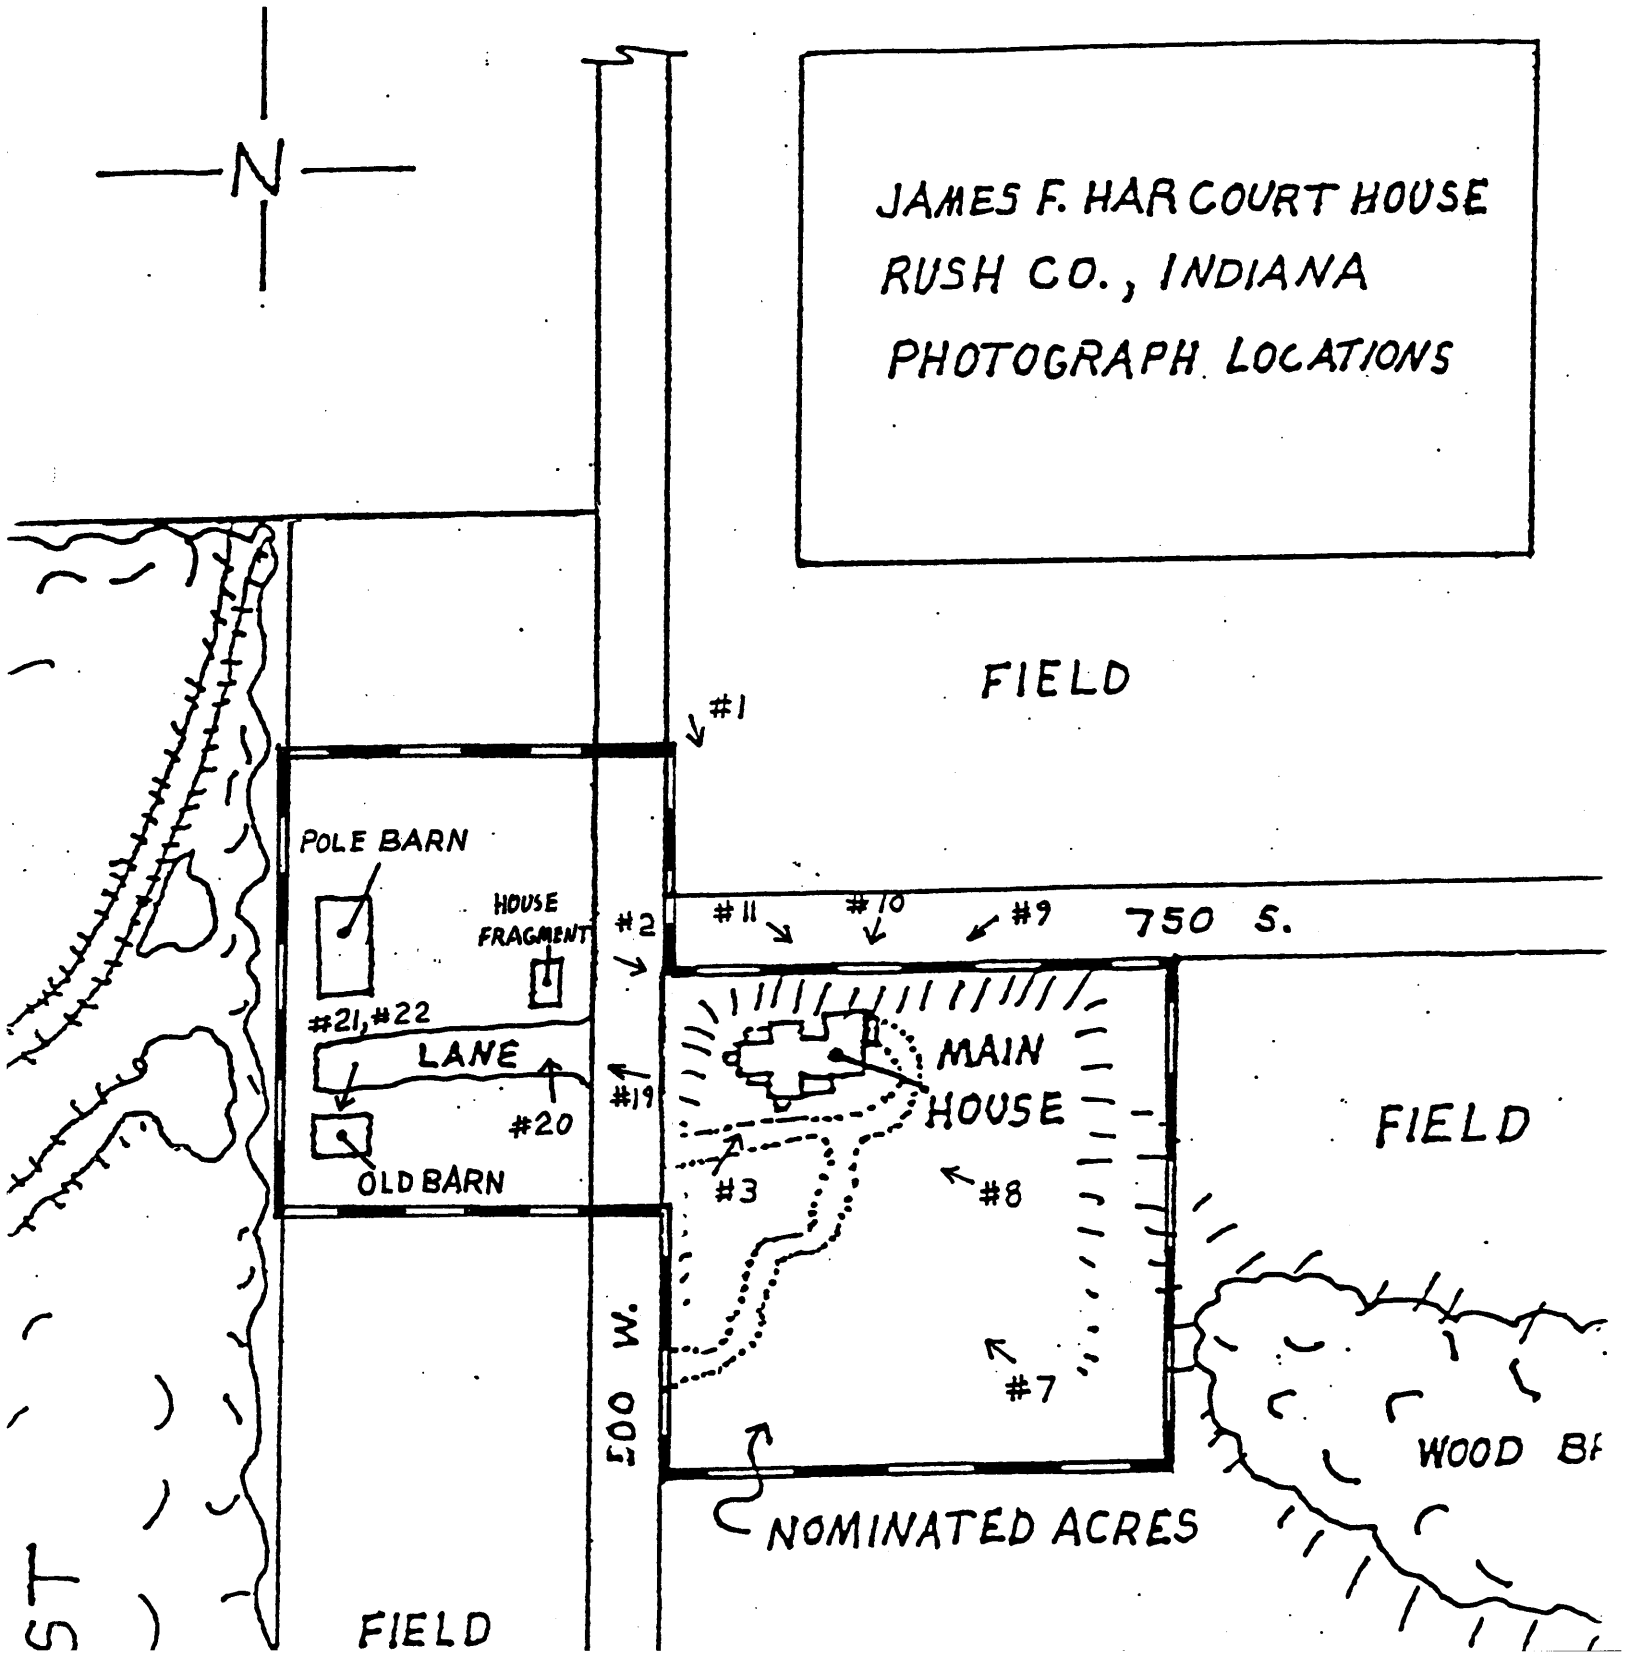 N
JAMES F. HARCOURT HOUSE
RUSH CO., INDIANA
PHOTOGRAPH LOCATIONS
FIELD
#1
POLE BARN
HOUSE
FRAGMENT
#2
#11
#10
#9
750 S.
#21, #22
LANE
MAIN
HOUSE
#19
#20
OLD BARN
#3
#8
FIELD
500 W.
#7
WOOD
NOMINATED ACRES
ST
FIELD